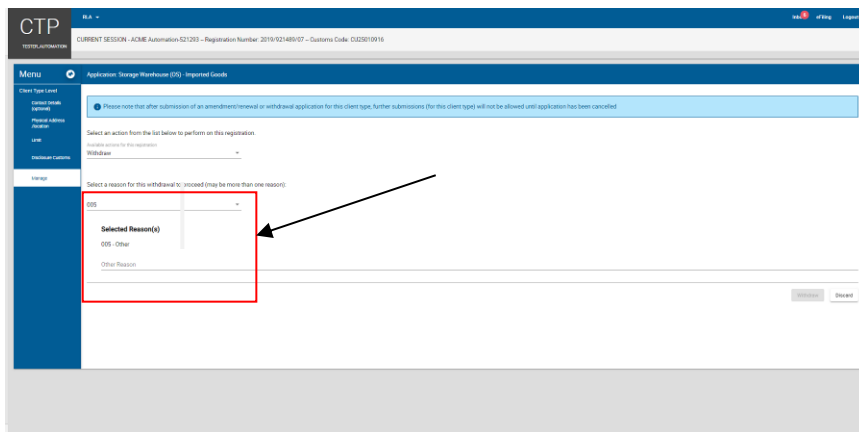 CTP
TESTER, AUTOMATION
RLA
Info 6 eFiling Logout
CURRENT SESSION - ACME Automation-521293 – Registration Number: 2019/921489/07 – Customs Code: CU25010916
Menu
Application: Storage Warehouse (OS) - Imported Goods
Client Type Level
Contact Details (optional)
Physical Address /location
Limit
Disclosure Customs
Manage
Please note that after submission of an amendment/renewal or withdrawal application for this client type, further submissions (for this client type) will not be allowed until application has been cancelled
Select an action from the list below to perform on this registration.
Available actions for this registration
Withdraw
Select a reason for this withdrawal to proceed (may be more than one reason):
005
Selected Reason(s)
005 - Other
Other Reason
Withdraw Discard